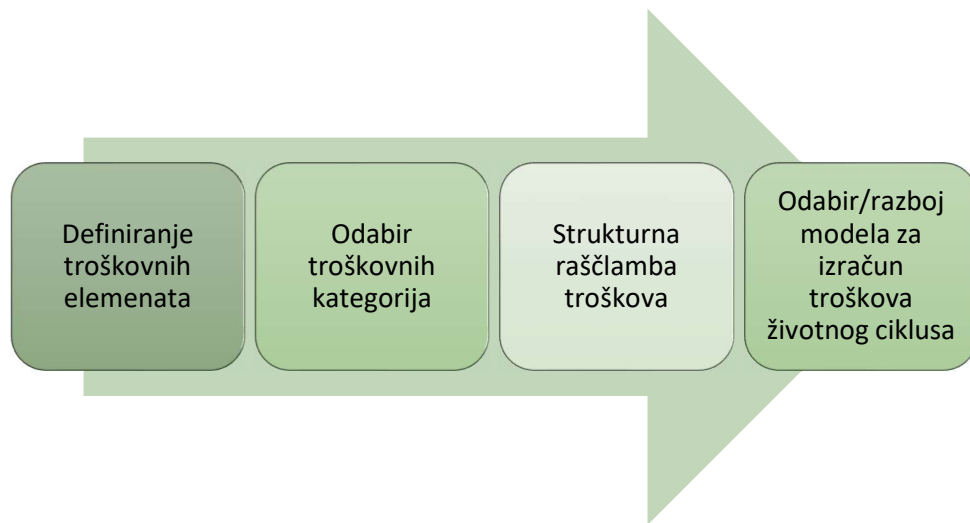 Definiranje
troškovnih
elemenata
Odabir
troškovnih
kategorija
Strukturna
raščlamba
troškova
Odabir/razboj
modela za
izračun
troškova
životnog ciklusa